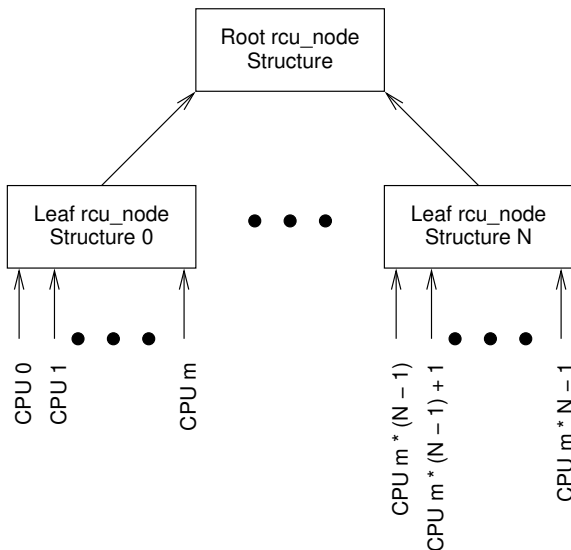 Root rcu_node
Structure
Leaf rcu_node
Structure 0
Leaf rcu_node
Structure N
CPU 0
CPU 1
CPU m
CPU m * (N − 1)
CPU m * (N − 1) + 1
CPU m * N − 1